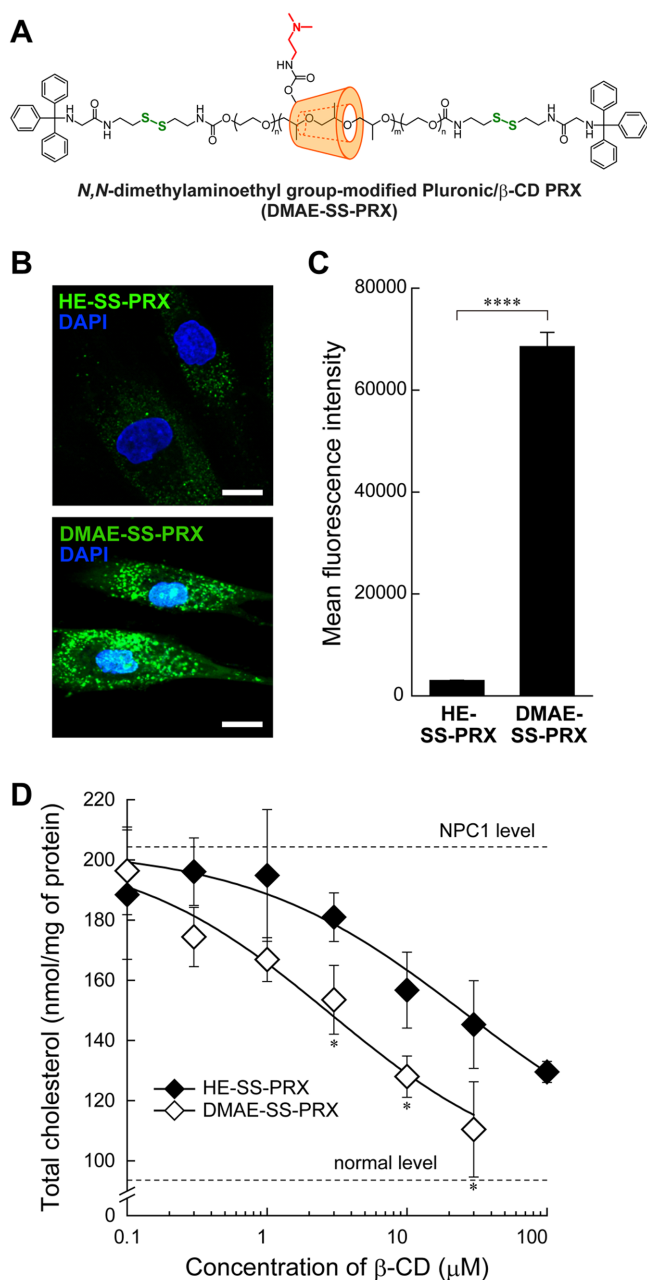 A
N
NH
O
O
N
H
O
N
H
S
S
H
N
O
O
O
n
O
O
O
m
O
n
O
O
N
H
S
S
H
N
O
N
H
N,N-dimethylaminoethyl group-modified Pluronic/β-CD PRX
(DMAE-SS-PRX)
B
HE-SS-PRX
DAPI
DMAE-SS-PRX
DAPI
C
80000
60000
40000
20000
0
Mean fluorescence intensity
****
HE-
SS-PRX
DMAE-
SS-PRX
D
220
200
180
160
140
120
100
0
Total cholesterol (nmol/mg of protein)
NPC1 level
HE-SS-PRX
DMAE-SS-PRX
normal level
*
*
*
0.1
1
10
100
Concentration of β-CD (μM)